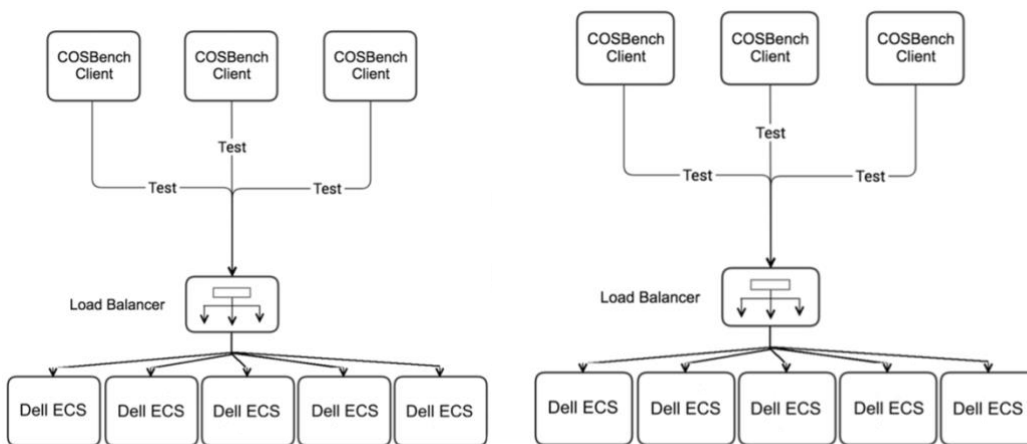 COSBench
Client
COSBench
Client
COSBench
Client
Test
Test
Test
Load Balancer
Dell ECS
Dell ECS
Dell ECS
Dell ECS
Dell ECS
COSBench
Client
COSBench
Client
COSBench
Client
Test
Test
Test
Load Balancer
Dell ECS
Dell ECS
Dell ECS
Dell ECS
Dell ECS